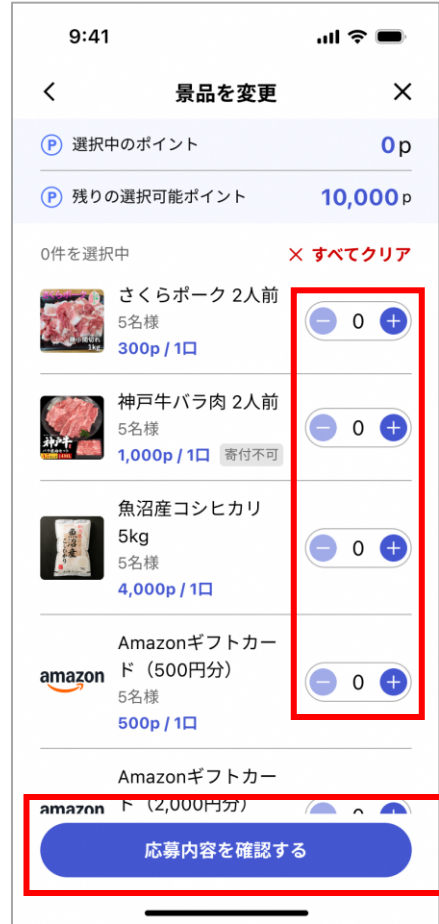 9:41
景品を変更
P 選択中のポイント 0p
P 残りの選択可能ポイント 10,000p
0件を選択中 × すべてクリア
さくらポーク 2人前
5名様
300p / 1口
0
神戸牛バラ肉 2人前
5名様
1,000p / 1口 寄付不可
0
魚沼産コシヒカリ
5kg
5名様
4,000p / 1口
0
amazon
Amazonギフトカー
ド（500円分）
5名様
500p / 1口
0
amazon
Amazonギフトカー
ド（2,000円分）
0
応募内容を確認する